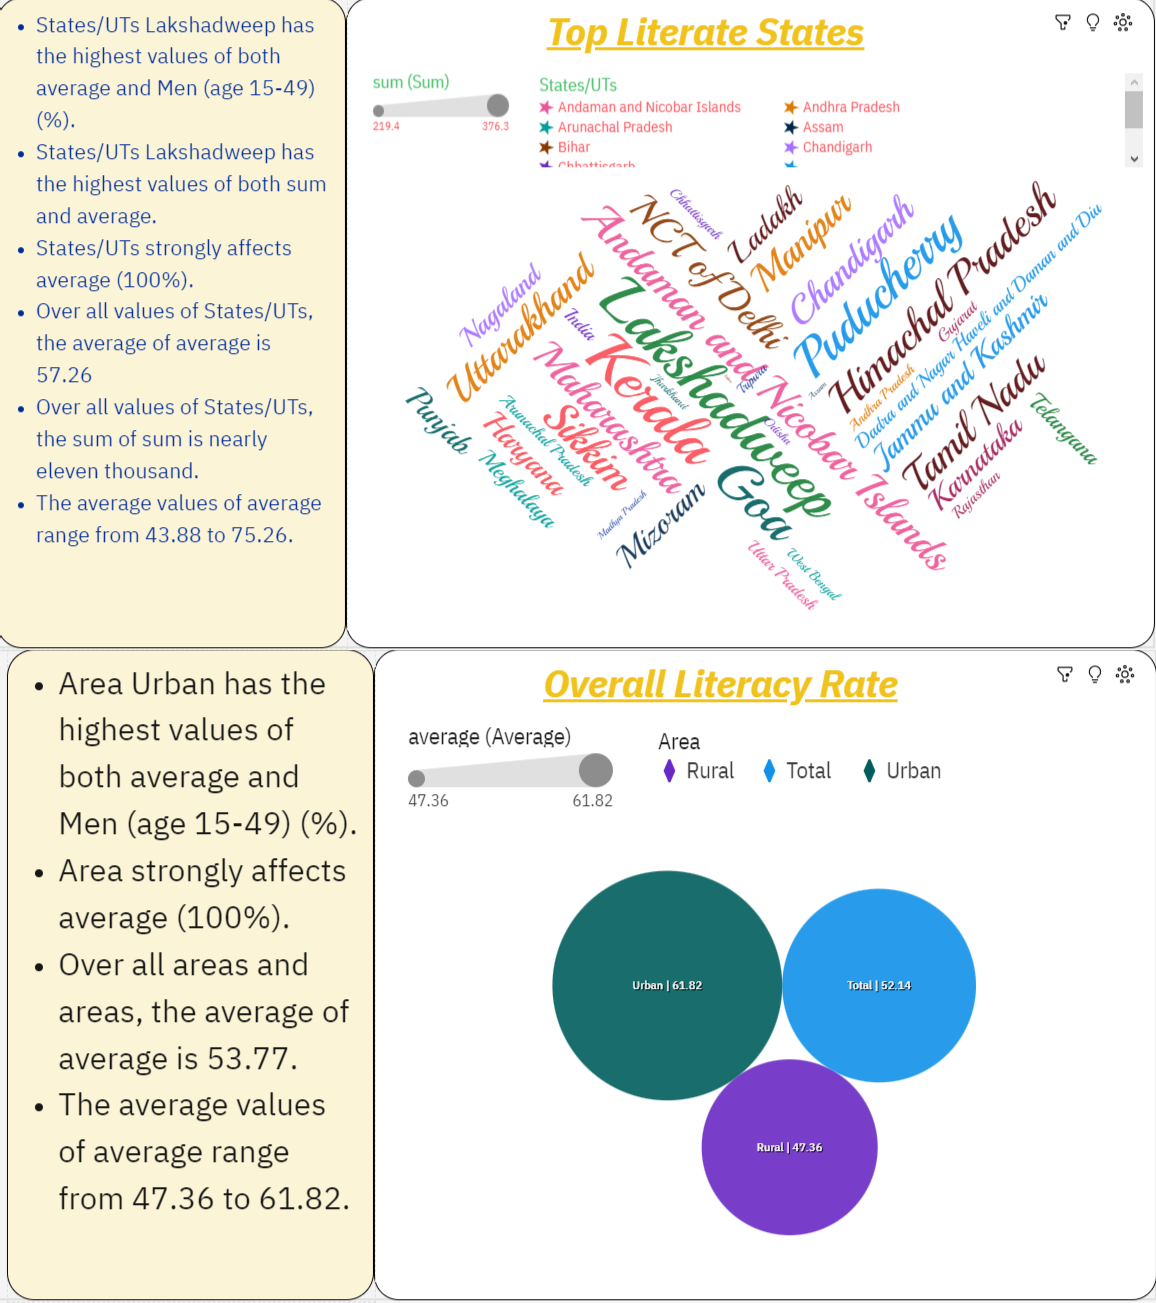 • States/UTs Lakshadweep has
the highest values of both
average and Men (age 15-49)
(%).
• States/UTs Lakshadweep has
the highest values of both sum
and average.
• States/UTs strongly affects
average (100%).
• Over all values of States/UTs,
the average of average is
57.26
• Over all values of States/UTs,
the sum of sum is nearly
eleven thousand.
• The average values of average
range from 43.88 to 75.26.
Top Literate States
sum (Sum)
219.4 376.3
States/UTs
Andaman and Nicobar Islands Andhra Pradesh
Arunachal Pradesh Assam
Bihar Chandigarh
Chhattisgarh
Chhattisgarh
NCT of Delhi
Ladakh
Manipur
Chandigarh
Puducherry
Himachal Pradesh
Andaman and Nicobar Islands
Nagaland
Uttarakhand
India
Lakshadweep
Kerala
Maharashtra
Jharkhand
Tripura
Assam
Gujarat
Andhra Pradesh
Dadra and Nagar Haveli and Daman and Diu
Jammu and Kashmir
Tamil Nadu
Telangana
Karnataka
Rajasthan
Punjab
Arunachal Pradesh
Haryana
Sikkim
Meghalaya
Odisha
Goa
Madhya Pradesh
Mizoram
Uttar Pradesh
West Bengal
• Area Urban has the
highest values of
both average and
Men (age 15-49) (%).
• Area strongly affects
average (100%).
• Over all areas and
areas, the average of
average is 53.77.
• The average values
of average range
from 47.36 to 61.82.
Overall Literacy Rate
average (Average)
47.36 61.82
Area
Rural Total Urban
Urban | 61.82
Total | 52.14
Rural | 47.36